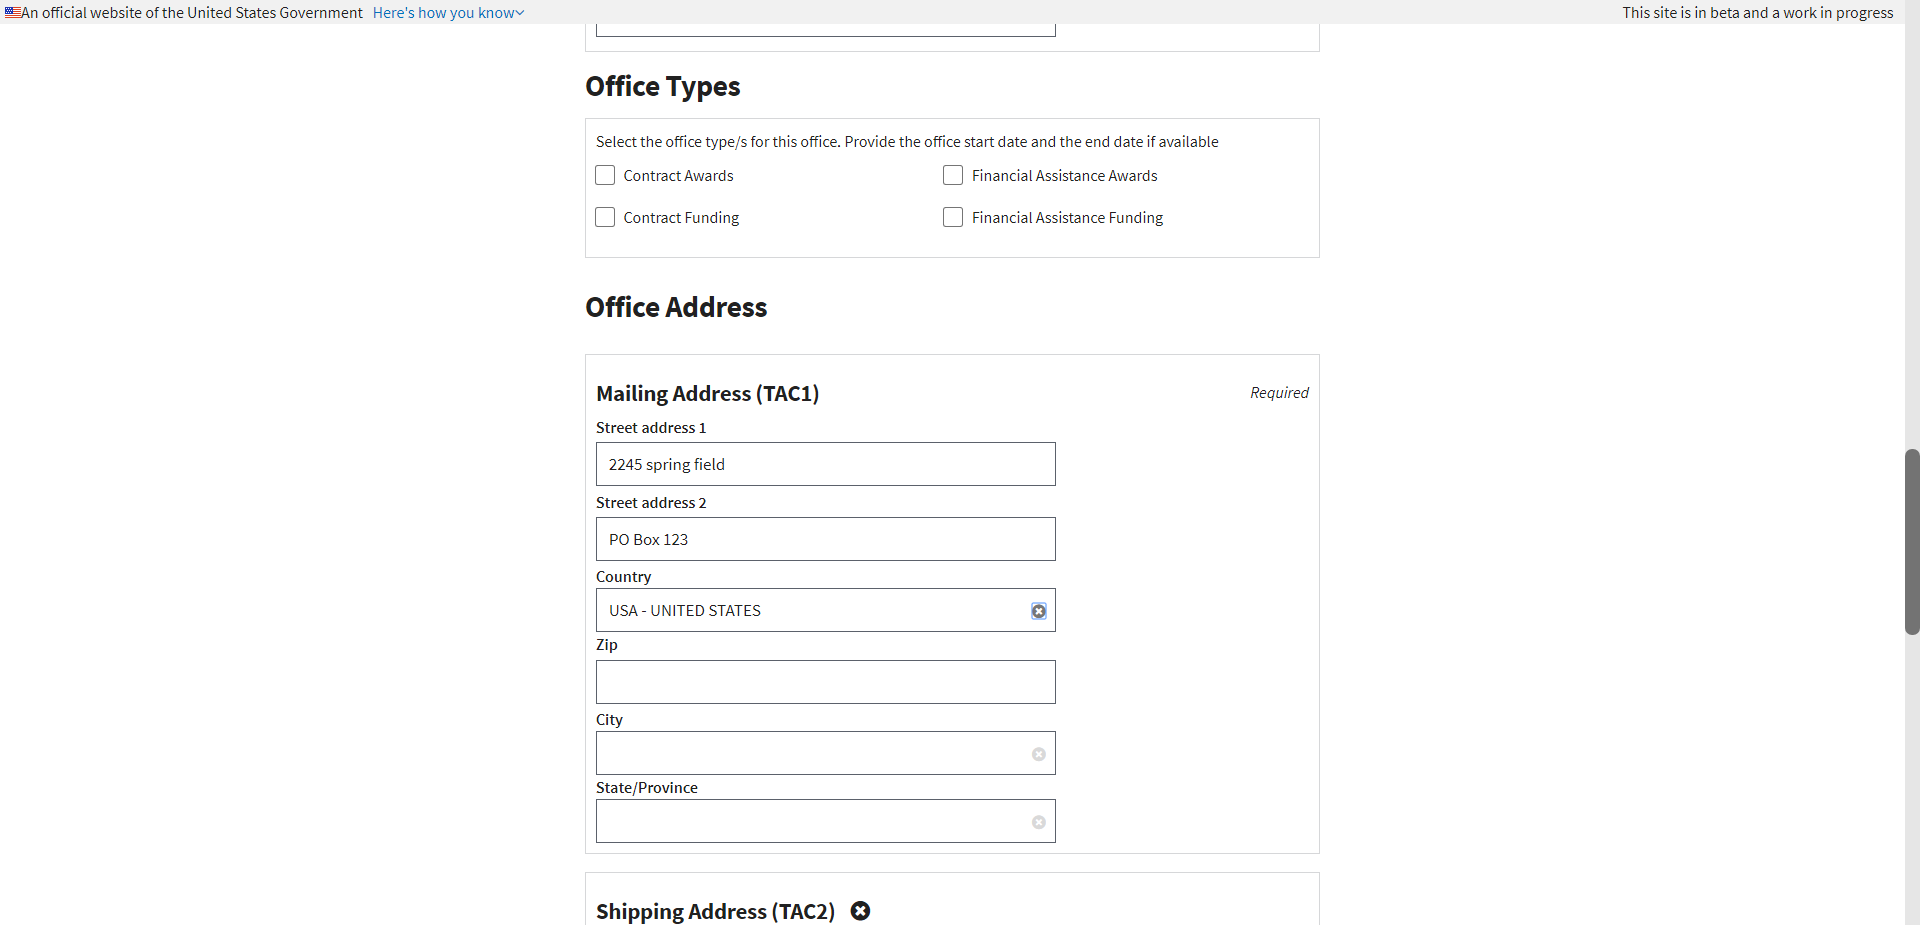 An official website of the United States Government Here's how you know
This site is in beta and a work in progress
Office Types
Select the office type/s for this office. Provide the office start date and the end date if available
Contract Awards
Financial Assistance Awards
Contract Funding
Financial Assistance Funding
Office Address
Mailing Address (TAC1)
Required
Street address 1
2245 spring field
Street address 2
PO Box 123
Country
USA - UNITED STATES
Zip
City
State/Province
Shipping Address (TAC2)